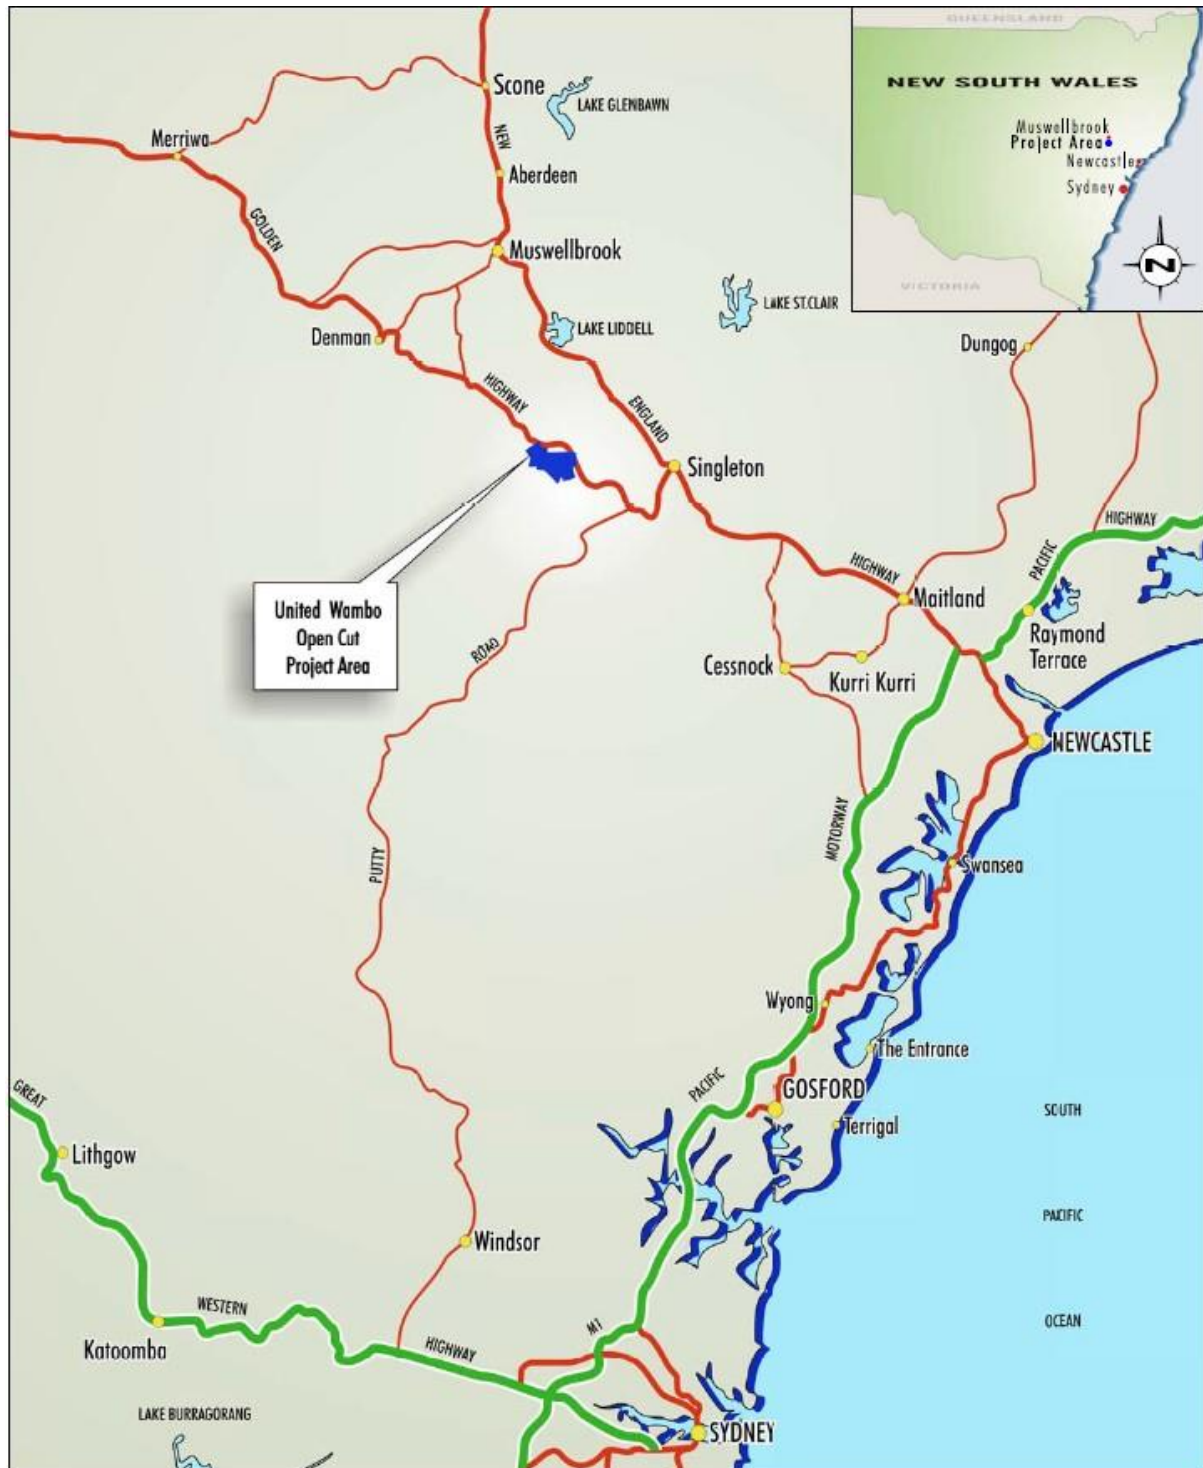 QUEENSLAND
NEW SOUTH WALES
Muswellbrook
Project Area
Newcastle
Sydney
VICTORIA
N
Scone
LAKE GLENBAWN
NEW
Merriwa
Aberdeen
GOLDEN
Muswellbrook
LAKE ST.CLAIR
LAKE LIDDELL
Denman
Dungog
HIGHWAY
ENGLAND
Singleton
HIGHWAY
PACIFIC
HIGHWAY
United Wambo
Open Cut
Project Area
Maitland
Raymond
Terrace
ROAD
Cessnock
Kurri Kurri
NEWCASTLE
MOTORWAY
PUTTY
Swansea
Wyong
The Entrance
PACIFIC
GOSFORD
GREAT
SOUTH
Terrigal
Lithgow
PACIFIC
Windsor
WESTERN
OCEAN
M1
Katoomba
HIGHWAY
LAKE BURRAGORANG
SYDNEY